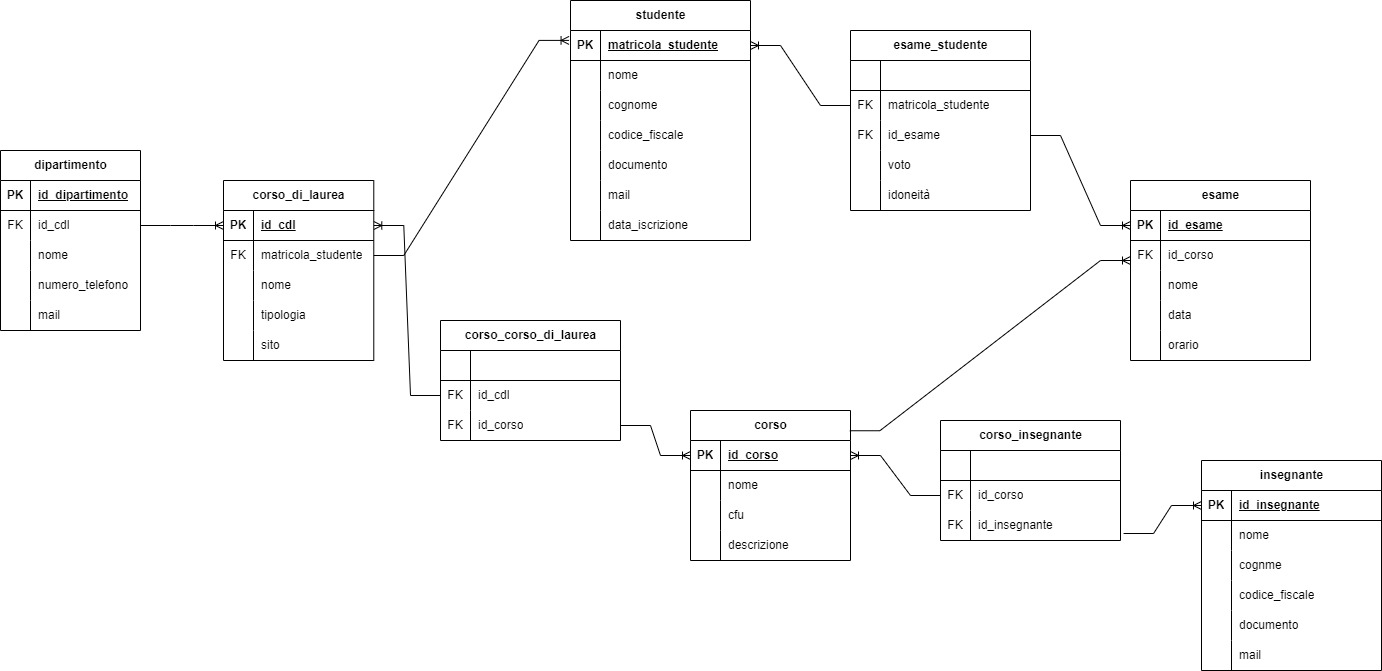 studente
PK matricola_studente
nome
cognome
codice_fiscale
documento
mail
data_iscrizione
esame_studente
FK matricola_studente
FK id_esame
voto
idoneità
dipartimento
PK id_dipartimento
FK id_cdl
nome
numero_telefono
mail
corso_di_laurea
PK id_cdl
FK matricola_studente
nome
tipologia
sito
esame
PK id_esame
FK id_corso
nome
data
orario
corso_corso_di_laurea
FK id_cdl
FK id_corso
corso
PK id_corso
nome
cfu
descrizione
corso_insegnante
FK id_corso
FK id_insegnante
insegnante
PK id_insegnante
nome
cognme
codice_fiscale
documento
mail